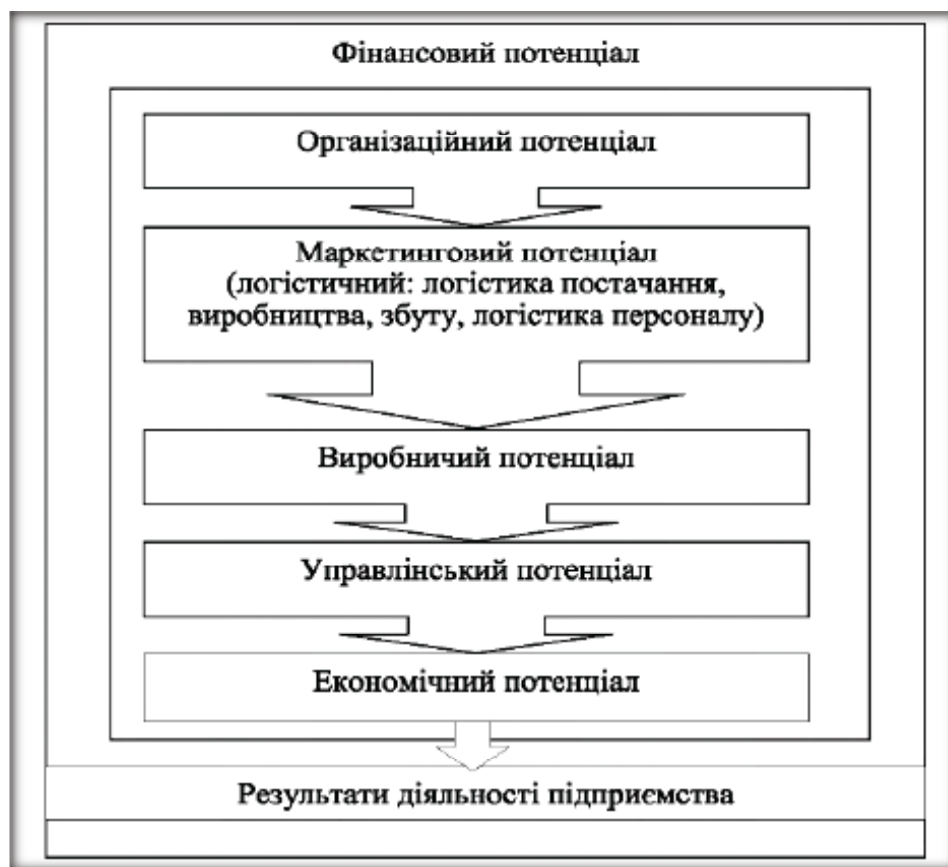 Фінансовий потенціал
Організаційний потенціал
Маркетинговий потенціал
(логістичний: логістика постачання,
виробництва, збуту, логістика персоналу)
Виробничий потенціал
Управлінський потенціал
Економічний потенціал
Результати діяльності підприємства